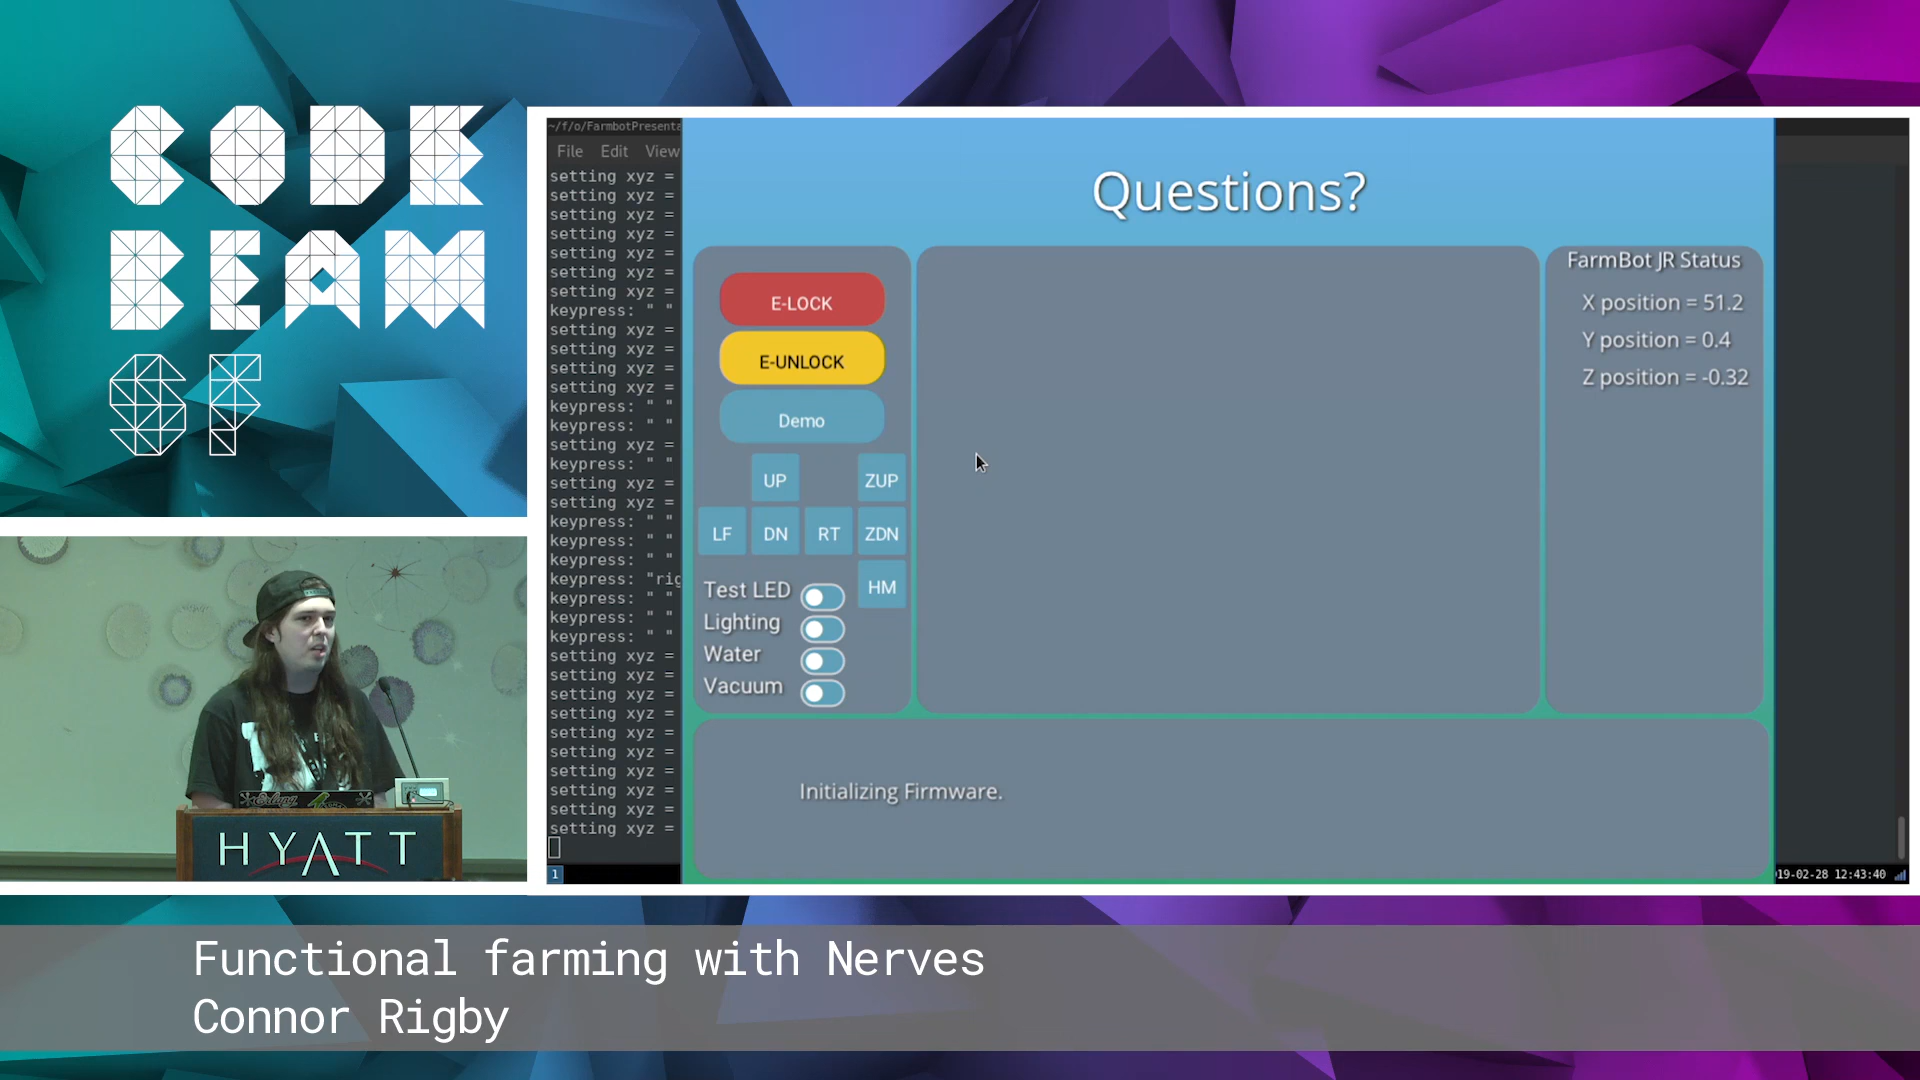 CODE
BEAM
SF
~/f/o/FarmbotPresenta
File Edit View
setting xyz =
setting xyz =
setting xyz =
setting xyz =
setting xyz =
setting xyz =
setting xyz =
keypress: " "
setting xyz =
setting xyz =
setting xyz =
setting xyz =
keypress: " "
keypress: " "
setting xyz =
keypress: " "
setting xyz =
setting xyz =
keypress: " "
keypress: " "
keypress: " "
keypress: "rig
keypress: " "
keypress: " "
keypress: " "
setting xyz =
setting xyz =
setting xyz =
setting xyz =
setting xyz =
setting xyz =
setting xyz =
setting xyz =
setting xyz =
setting xyz =
1
Questions?
E-LOCK
E-UNLOCK
Demo
UP ZUP
LF DN RT ZDN
HM
Test LED
Lighting
Water
Vacuum
FarmBot JR Status
X position = 51.2
Y position = 0.4
Z position = -0.32
Initializing Firmware.
19-02-28 12:43:40
Erlang
HYATT
Functional farming with Nerves
Connor Rigby